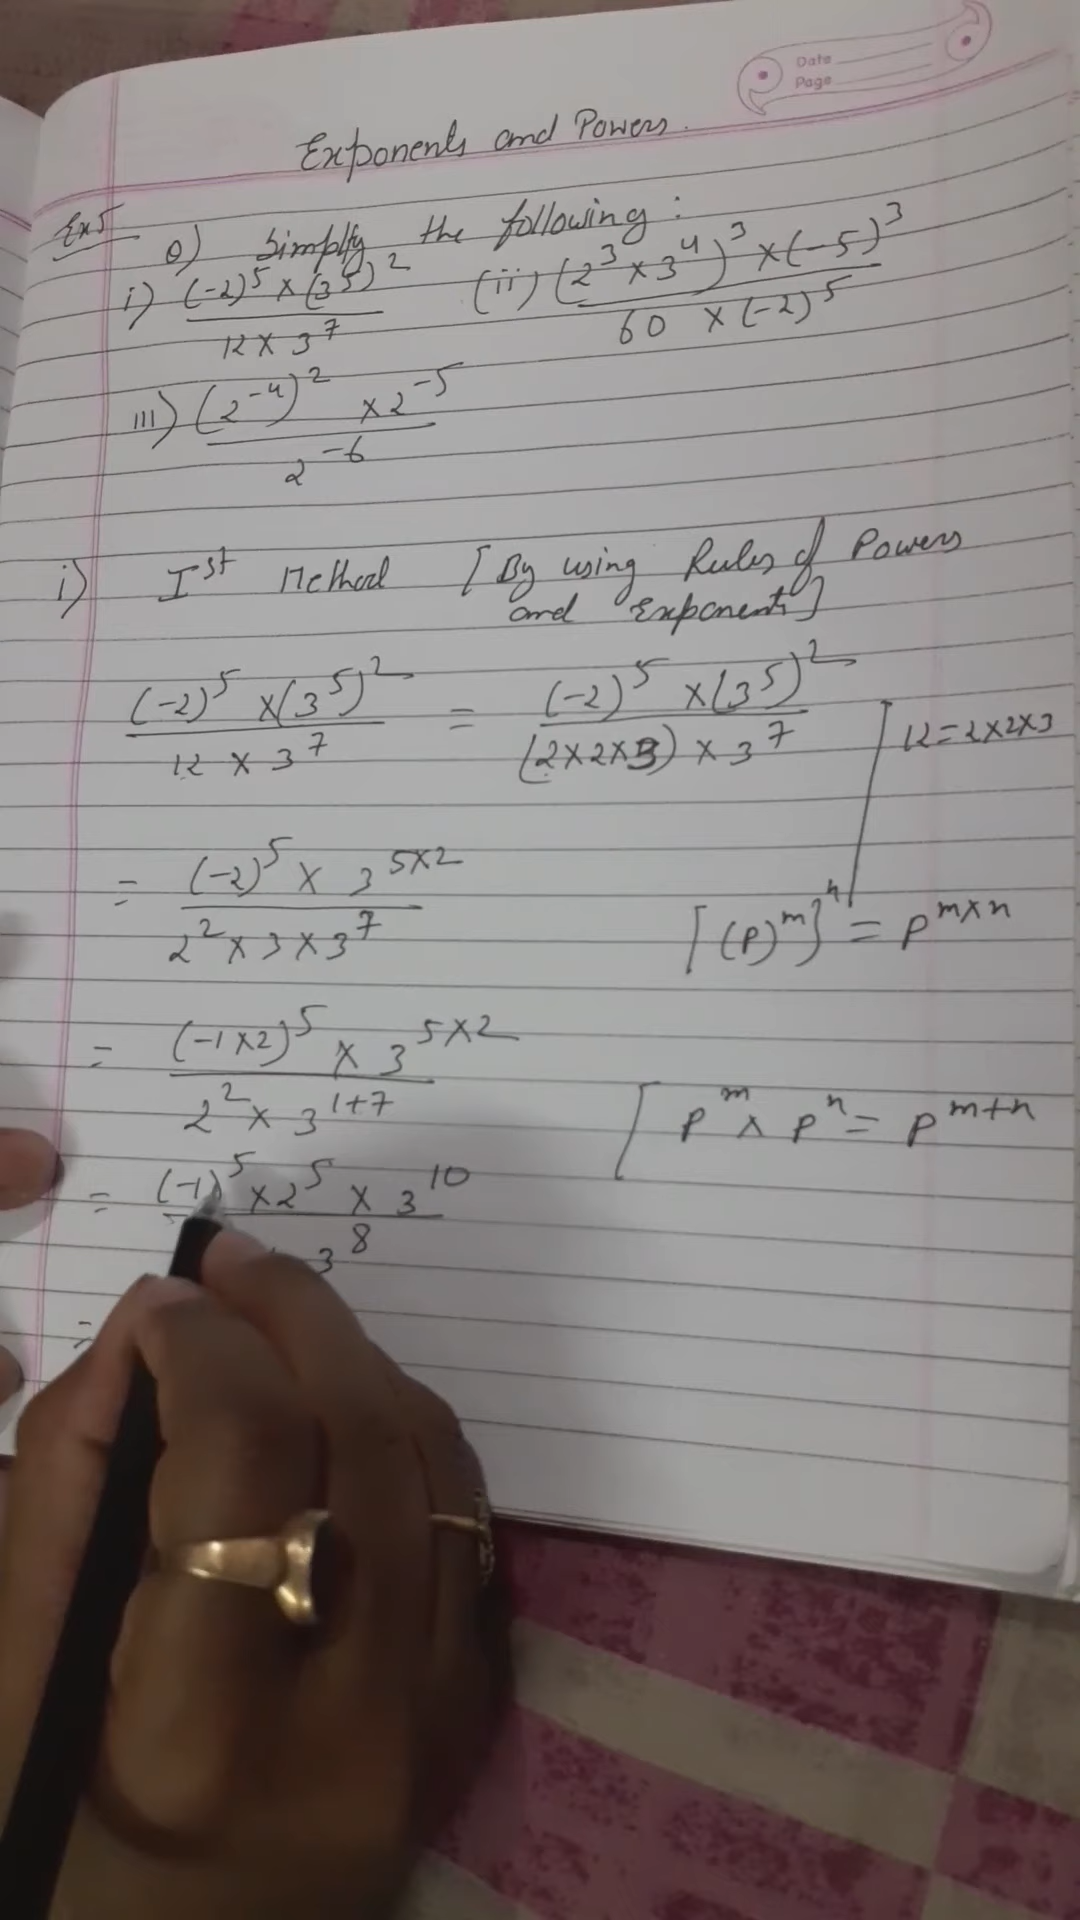 Date
Page
Exponents and Powers.
Ex 5
Q) Simplify the following :
i) ((-2)^5 × (3^5)^2) / (12 × 3^7) (ii) ((2^3 × 3^4)^3 × (-5)^3) / (60 × (-2)^5)
iii) ((2^-4)^2 × 2^-5) / 2^-6
i) Ist Method [By using Rules of Powers
and Exponents]
((-2)^5 × (3^5)^2) / (12 × 3^7) = ((-2)^5 × (3^5)^2) / ((2×2×3) × 3^7) [12 = 2×2×3
= ((-2)^5 × 3^5×2) / (2^2 × 3 × 3^7) [(P)^m]^n = P^m×n
= ((-1×2)^5 × 3^5×2) / (2^2 × 3^1+7) [P^m × P^n = P^m+n
= ((-1)^5 × 2^5 × 3^10) / 3^8
=